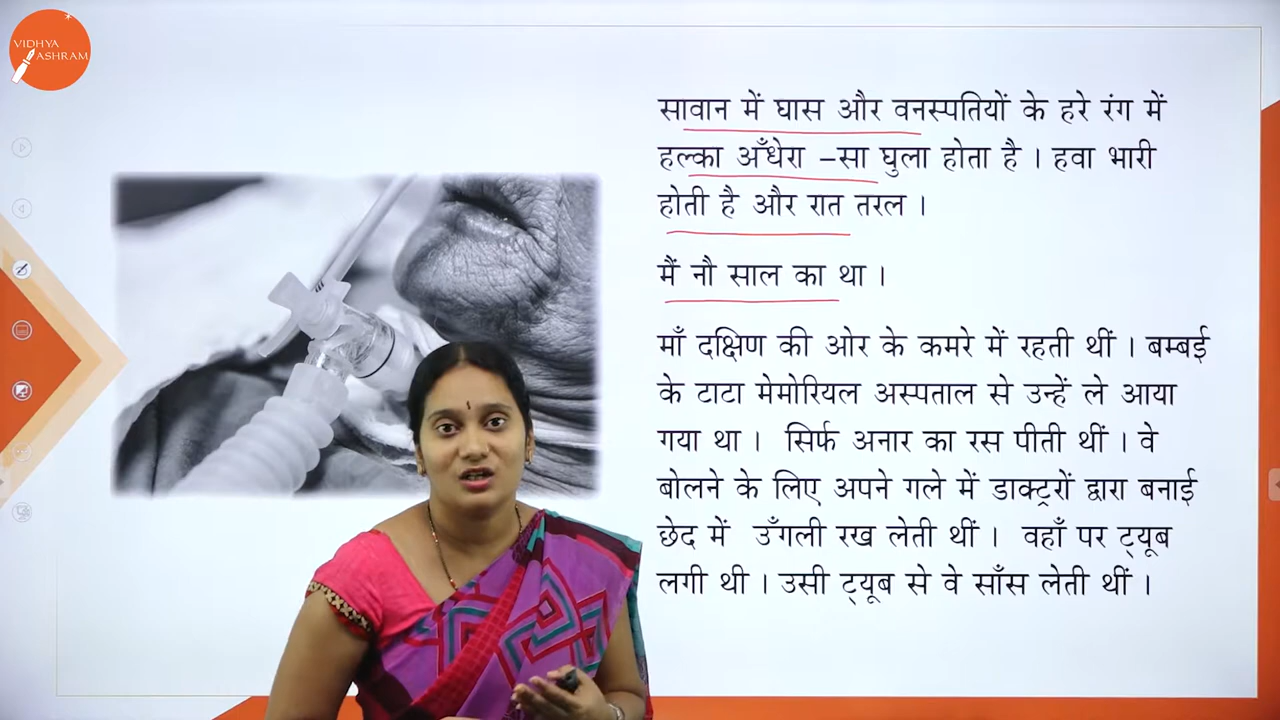 VIDHYA
ASHRAM
सावान में घास और वनस्पतियों के हरे रंग में
हल्का अँधेरा –सा घुला होता है । हवा भारी
होती है और रात तरल ।
मैं नौ साल का था ।
माँ दक्षिण की ओर के कमरे में रहती थीं । बम्बई
के टाटा मेमोरियल अस्पताल से उन्हें ले आया
गया था । सिर्फ अनार का रस पीती थीं । वे
बोलने के लिए अपने गले में डाक्ट्ररों द्वारा बनाई
छेद में उँगली रख लेती थीं । वहाँ पर ट्यूब
लगी थी । उसी ट्यूब से वे साँस लेती थीं ।